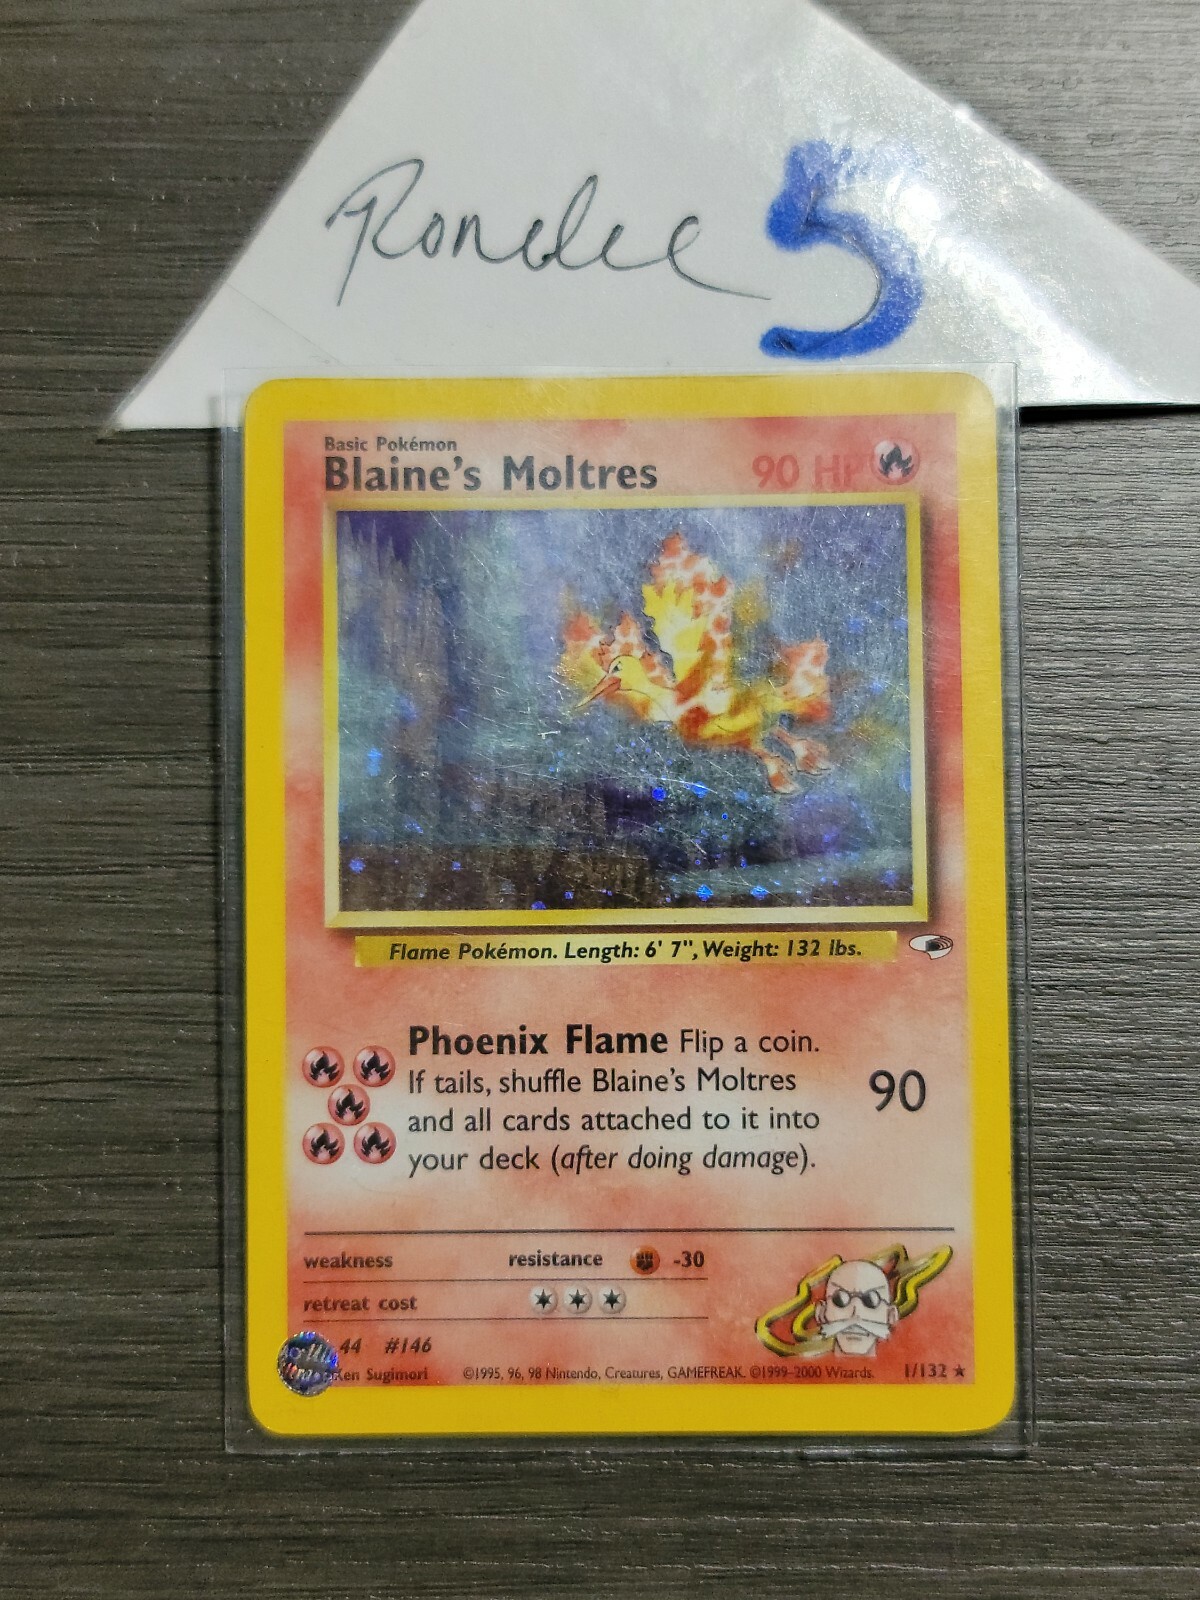 Rondee 5
Basic Pokémon
Blaine's Moltres 90 HP
Flame Pokémon. Length: 6' 7", Weight: 132 lbs.
Phoenix Flame Flip a coin.
If tails, shuffle Blaine's Moltres
and all cards attached to it into
your deck (after doing damage).
90
weakness resistance -30
retreat cost
44 #146
Ken Sugimori ©1995, 96, 98 Nintendo, Creatures, GAMEFREAK. ©1999-2000 Wizards. 1/132 ★